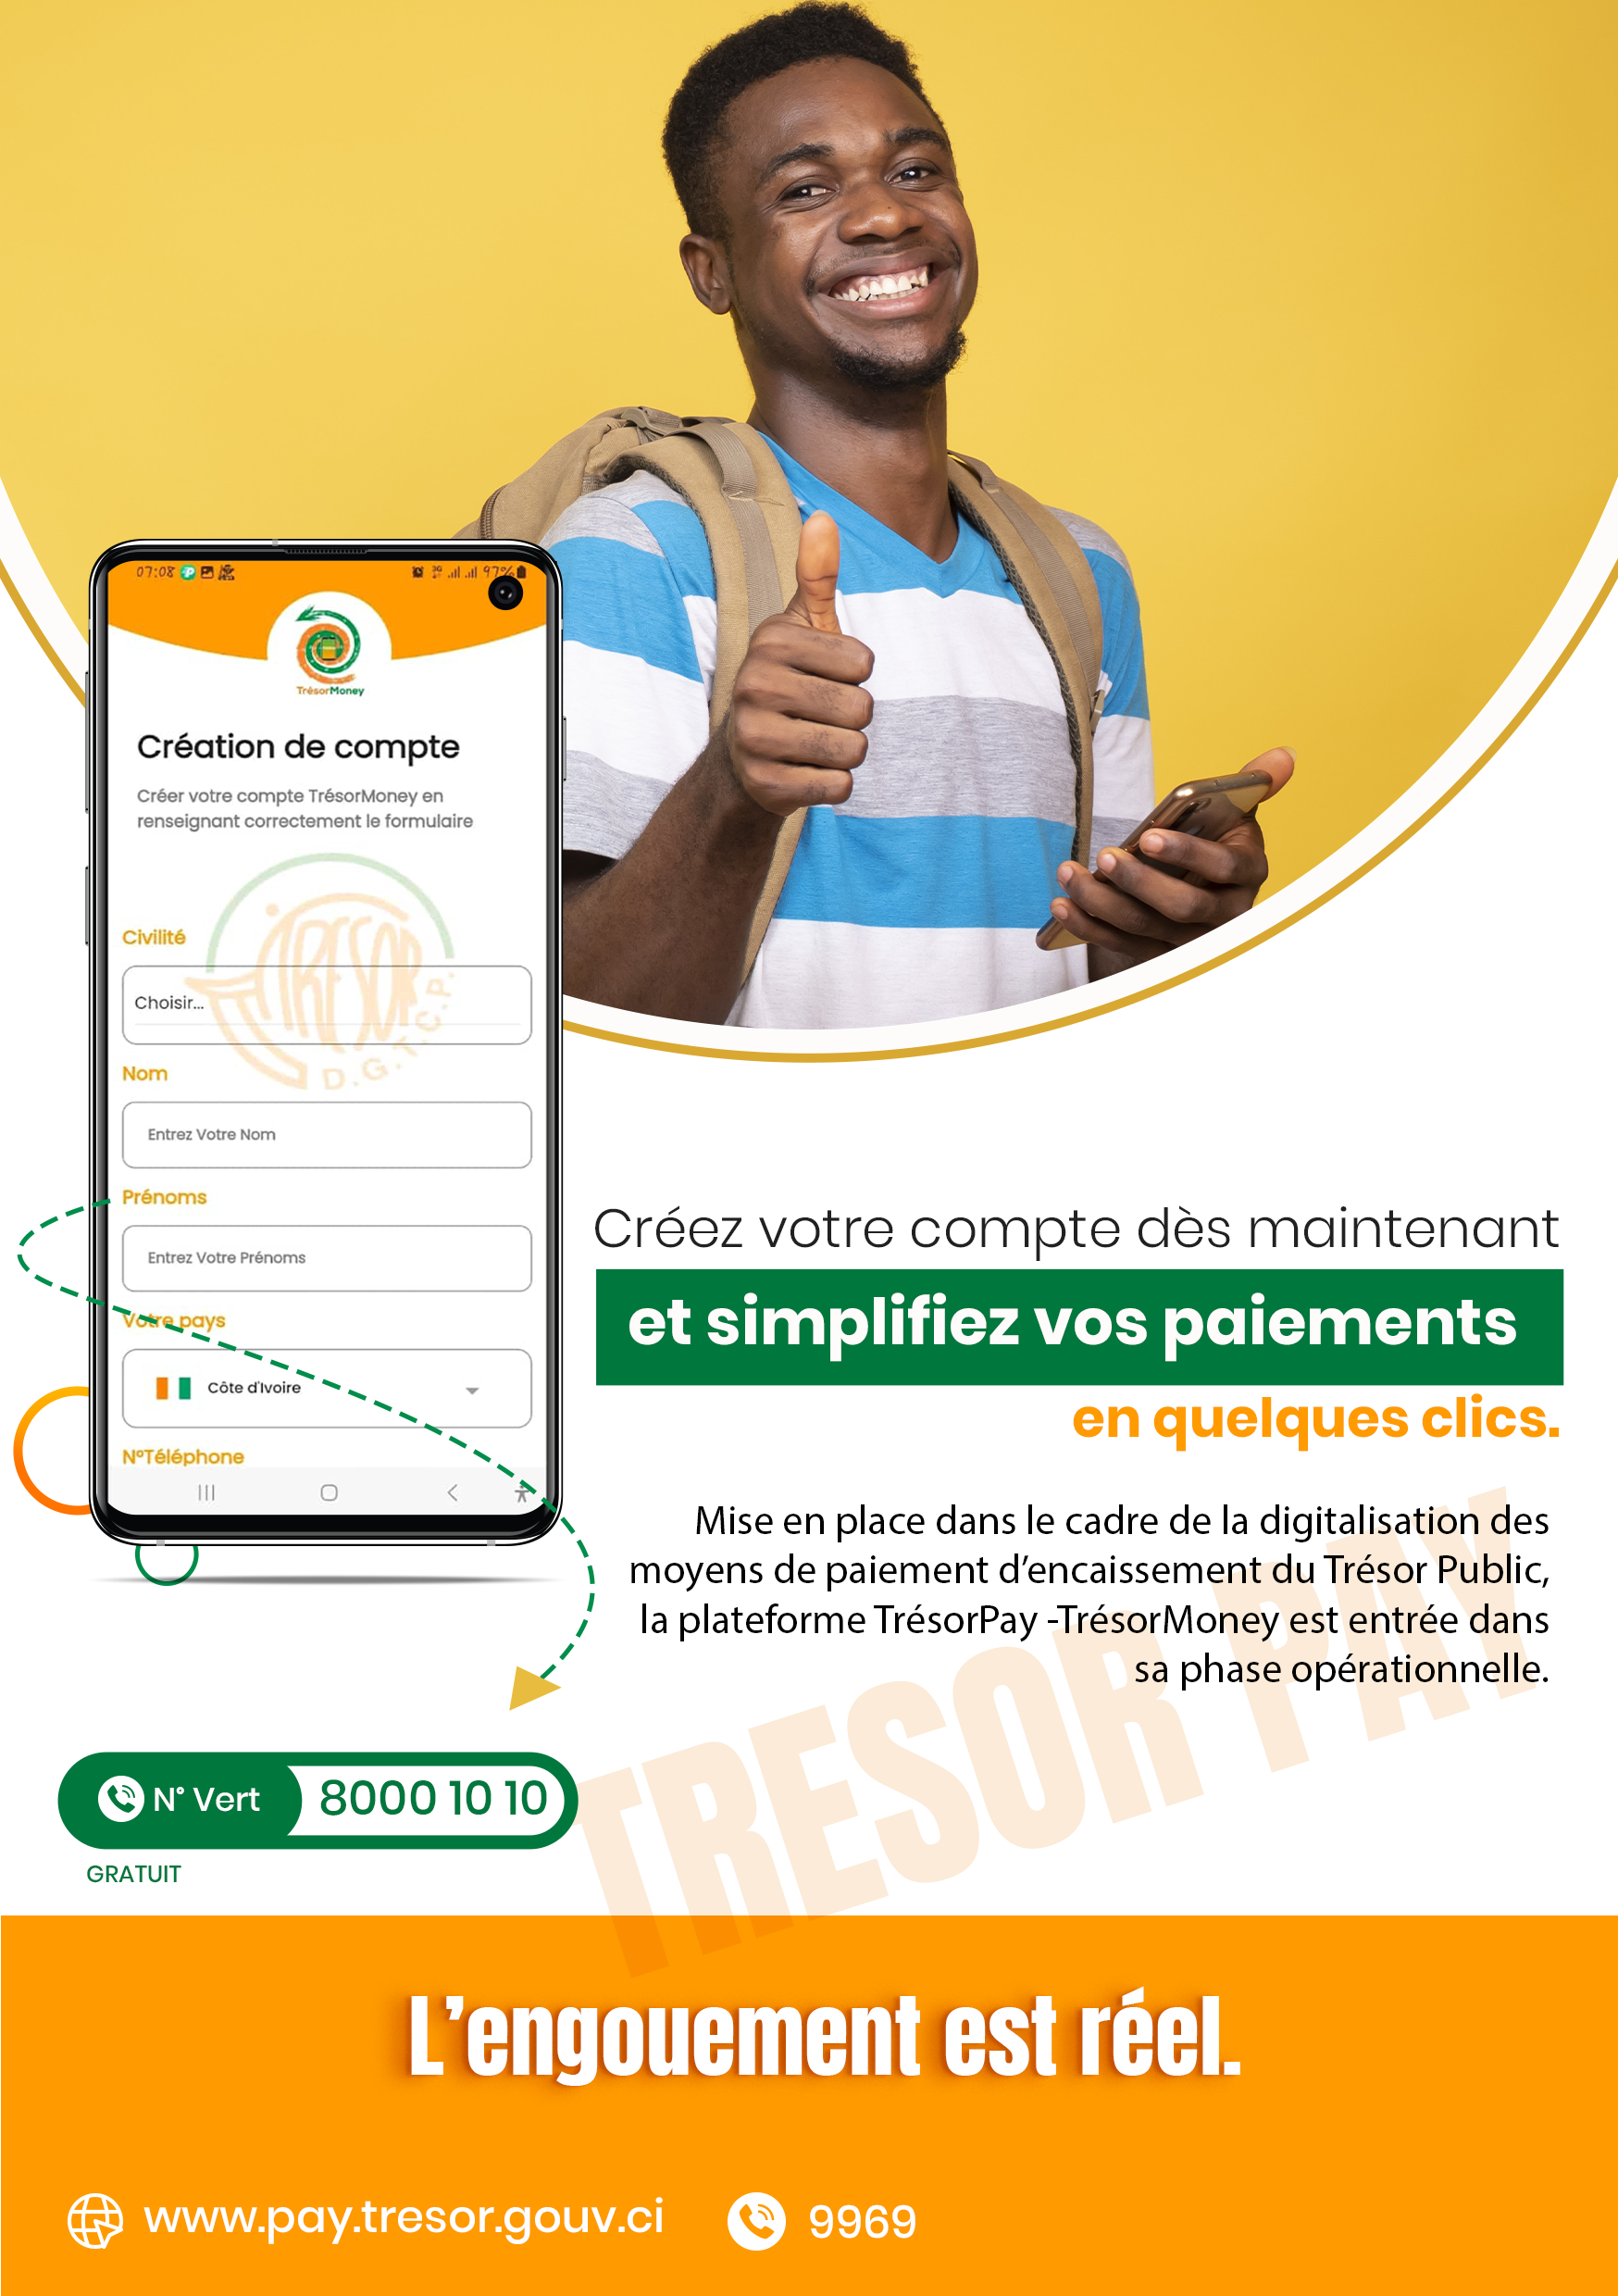 07:08
3G
97%
TrésorMoney
Création de compte
Créer votre compte TrésorMoney en
renseignant correctement le formulaire
TRESOR
D.G.T.C.P.
Civilité
Choisir...
Nom
Entrez Votre Nom
Prénoms
Entrez Votre Prénoms
Votre pays
Côte d'Ivoire
N°Téléphone
Créez votre compte dès maintenant
et simplifiez vos paiements
en quelques clics.
Mise en place dans le cadre de la digitalisation des
moyens de paiement d’encaissement du Trésor Public,
la plateforme TrésorPay -TrésorMoney est entrée dans
sa phase opérationnelle.
TRESOR PAY
N° Vert 8000 10 10
GRATUIT
L’engouement est réel.
www.pay.tresor.gouv.ci 9969